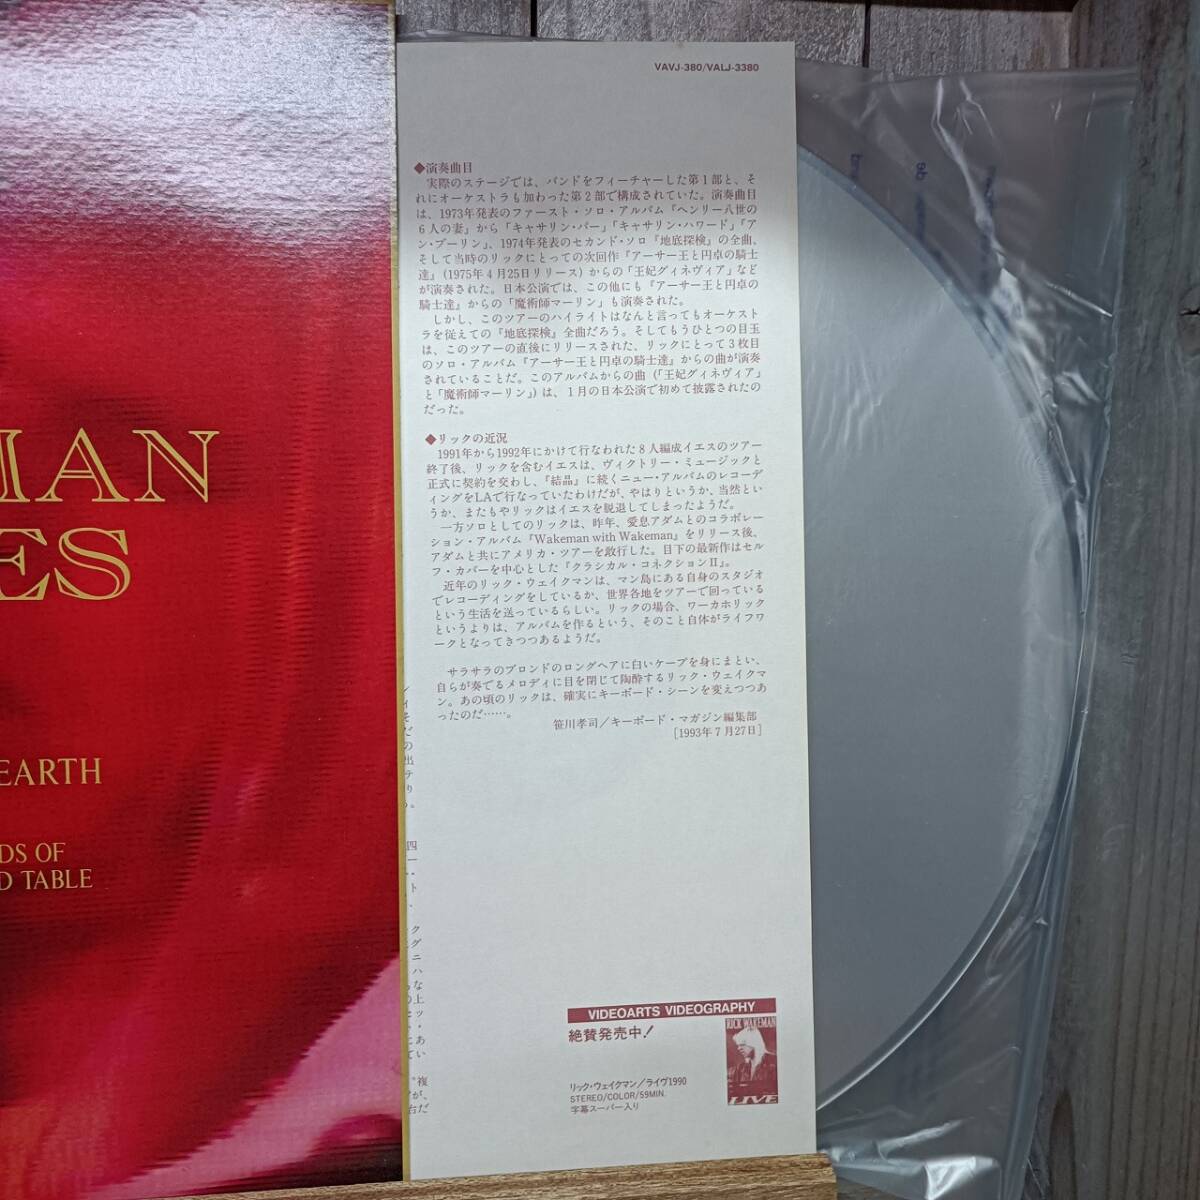 MAN
ES
EARTH
DS OF
D TABLE
VAVJ-380/VALJ-3380
◆演奏曲目
実際のステージでは、バンドをフィーチャーした第1部と、そ
れにオーケストラも加わった第2部で構成されていた。演奏曲目
は、1973年発表のファースト・ソロ・アルバム『ヘンリー八世の
6人の妻』から「キャサリン・パー」「キャサリン・ハワード」「ア
ン・ブーリン」、1974年発表のセカンド・ソロ『地底探検』の全曲、
そして当時のリックにとっての次回作『アーサー王と円卓の騎士
達』(1975年4月25日リリース)からの「王妃グィネヴィア」など
が演奏された。日本公演では、この他にも『アーサー王と円卓の
騎士達』からの「魔術師マーリン」も演奏された。
しかし、このツアーのハイライトはなんと言ってもオーケスト
ラを従えての『地底探検』全曲だろう。そしてもうひとつの目玉
は、このツアーの直後にリリースされた、リックにとって3枚目
のソロ・アルバム『アーサー王と円卓の騎士達』からの曲が演奏
されていることだ。このアルバムからの曲(「王妃グィネヴィア」
と「魔術師マーリン」)は、1月の日本公演で初めて披露されたの
だった。
◆リックの近況
1991年から1992年にかけて行なわれた8人編成イエスのツアー
終了後、リックを含むイエスは、ヴィクトリー・ミュージックと
正式に契約を交わし、『結晶』に続くニュー・アルバムのレコーデ
ィングをLAで行なっていたわけだが、やはりというか、当然とい
うか、またもやリックはイエスを脱退してしまったようだ。
一方ソロとしてのリックは、昨年、愛息アダムとのコラボレー
ション・アルバム『Wakeman with Wakeman』をリリース後、
アダムと共にアメリカ・ツアーを敢行した。目下の最新作はセル
フ・カバーを中心とした『クラシカル・コネクションII』。
近年のリック・ウェイクマンは、マン島にある自身のスタジオ
でレコーディングをしているか、世界各地をツアーで回っている
という生活を送っているらしい。リックの場合、ワーカホリック
というよりは、アルバムを作るという、そのこと自体がライフワ
ークとなってきつつあるようだ。
サラサラのブロンドのロングヘアに白いケープを身にまとい、
自らが奏でるメロディに目を閉じて陶酔するリック・ウェイクマ
ン。あの頃のリックは、確実にキーボード・シーンを変えつつあ
ったのだ……。
笹川孝司/キーボード・マガジン編集部
[1993年7月27日]
VIDEOARTS VIDEOGRAPHY
絶賛発売中!
RICK WAKEMAN
LIVE
リック・ウェイクマン/ライヴ1990
STEREO/COLOR/59MIN.
字幕スーパー入り